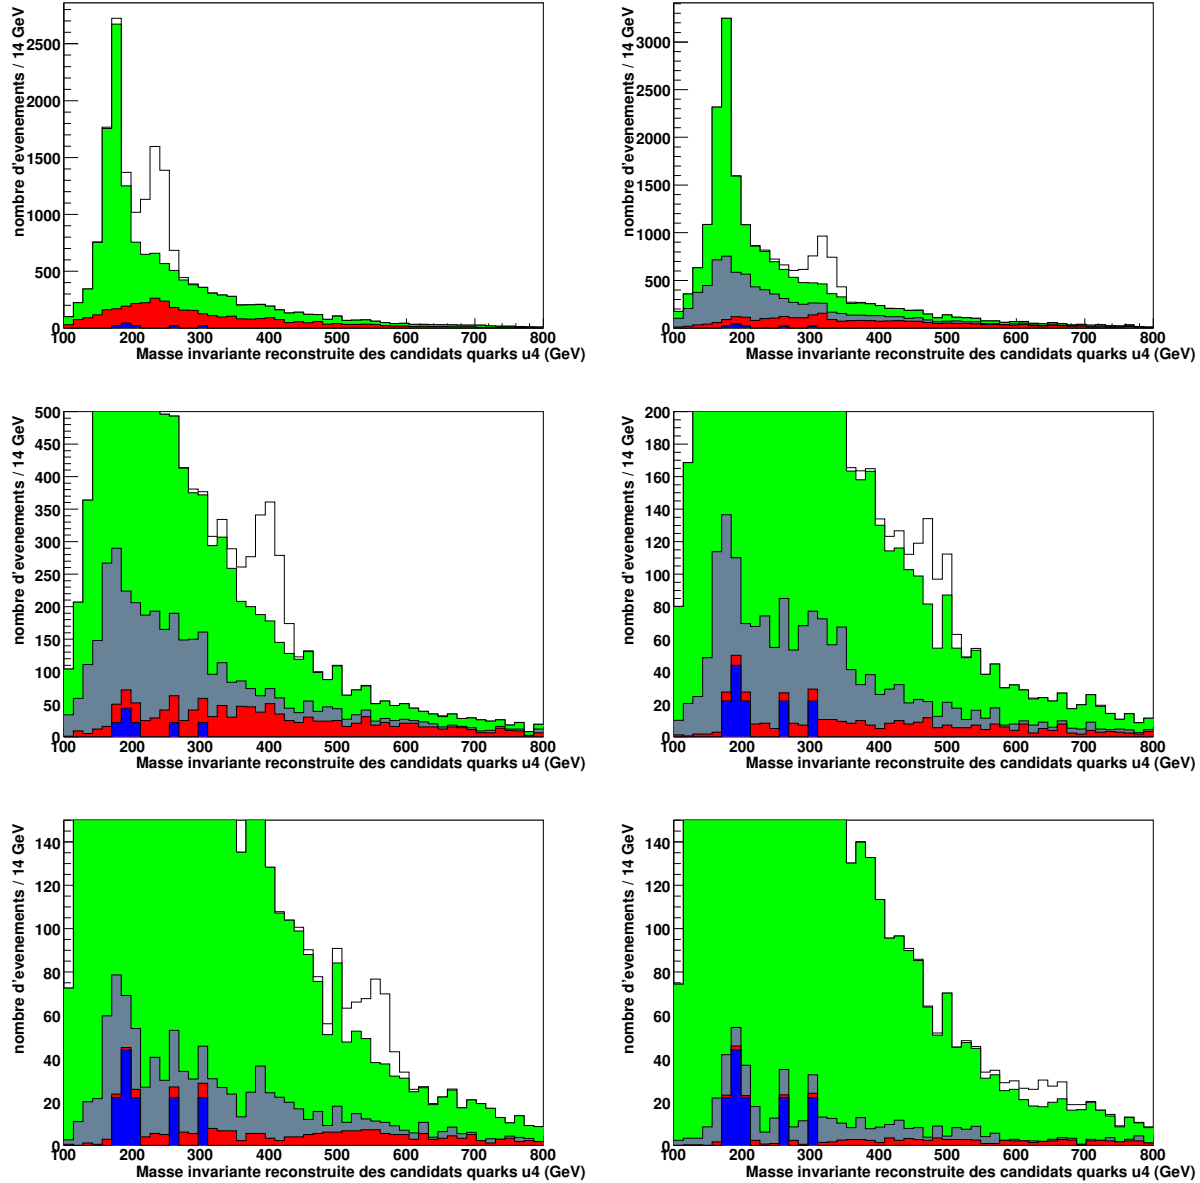 nombre d'evenements / 14 GeV
2500
2000
1500
1000
500
0
100 200 300 400 500 600 700 800
Masse invariante reconstruite des candidats quarks u4 (GeV)
nombre d'evenements / 14 GeV
3000
2500
2000
1500
1000
500
0
100 200 300 400 500 600 700 800
Masse invariante reconstruite des candidats quarks u4 (GeV)
nombre d'evenements / 14 GeV
500
450
400
350
300
250
200
150
100
50
0
100 200 300 400 500 600 700 800
Masse invariante reconstruite des candidats quarks u4 (GeV)
nombre d'evenements / 14 GeV
200
180
160
140
120
100
80
60
40
20
0
100 200 300 400 500 600 700 800
Masse invariante reconstruite des candidats quarks u4 (GeV)
nombre d'evenements / 14 GeV
140
120
100
80
60
40
20
0
100 200 300 400 500 600 700 800
Masse invariante reconstruite des candidats quarks u4 (GeV)
nombre d'evenements / 14 GeV
140
120
100
80
60
40
20
0
100 200 300 400 500 600 700 800
Masse invariante reconstruite des candidats quarks u4 (GeV)